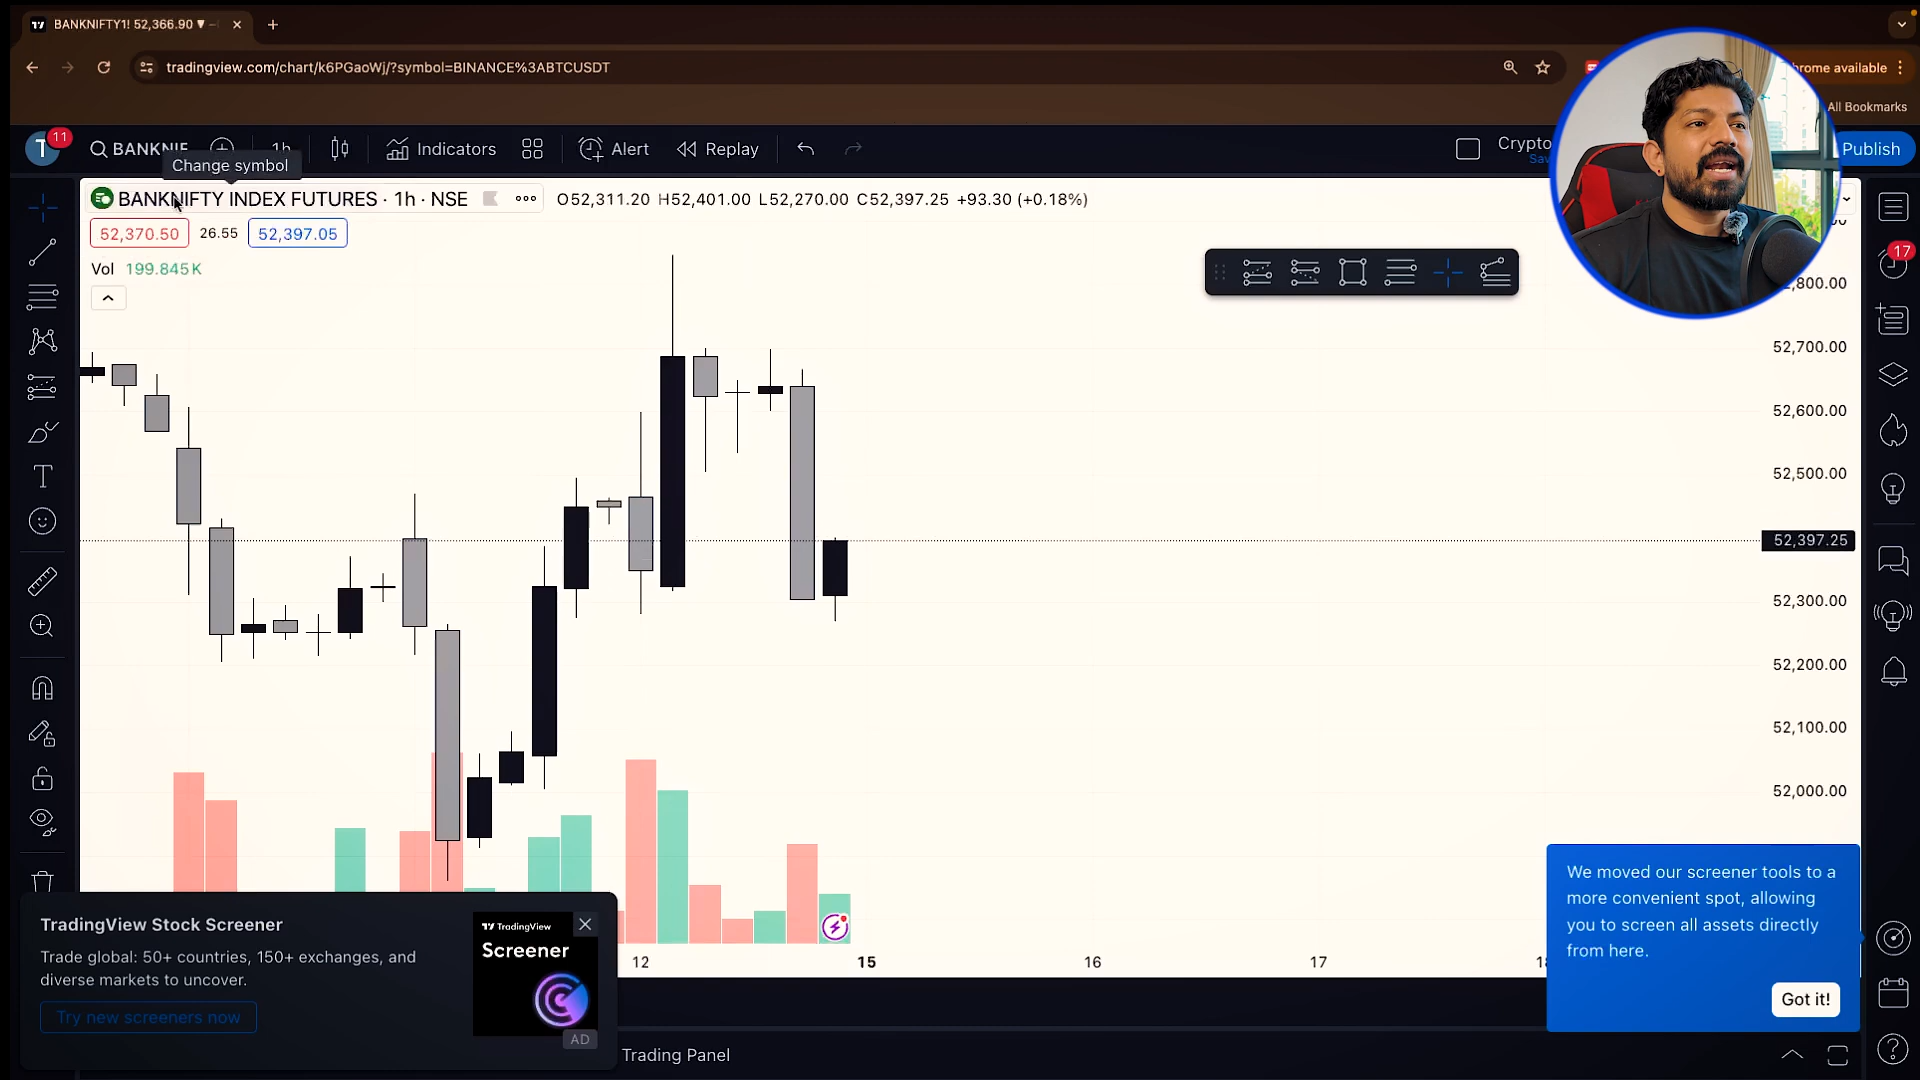 BANKNIFTY1! 52,366.90 ▼
tradingview.com/chart/k6PGaoWj/?symbol=BINANCE%3ABTCUSDT
hrome available
All Bookmarks
T 11
BANKNIF
1h
Indicators
Alert
Replay
Crypto
Publish
Change symbol
BANKNIFTY INDEX FUTURES · 1h · NSE
O52,311.20 H52,401.00 L52,270.00 C52,397.25 +93.30 (+0.18%)
52,370.50 26.55 52,397.05
17
Vol 199.845K
800.00
52,700.00
52,600.00
52,500.00
52,397.25
52,300.00
52,200.00
52,100.00
52,000.00
We moved our screener tools to a
more convenient spot, allowing
you to screen all assets directly
from here.
Got it!
TradingView Stock Screener
Trade global: 50+ countries, 150+ exchanges, and
diverse markets to uncover.
Try new screeners now
TradingView
Screener
AD
12 15 16 17
Trading Panel